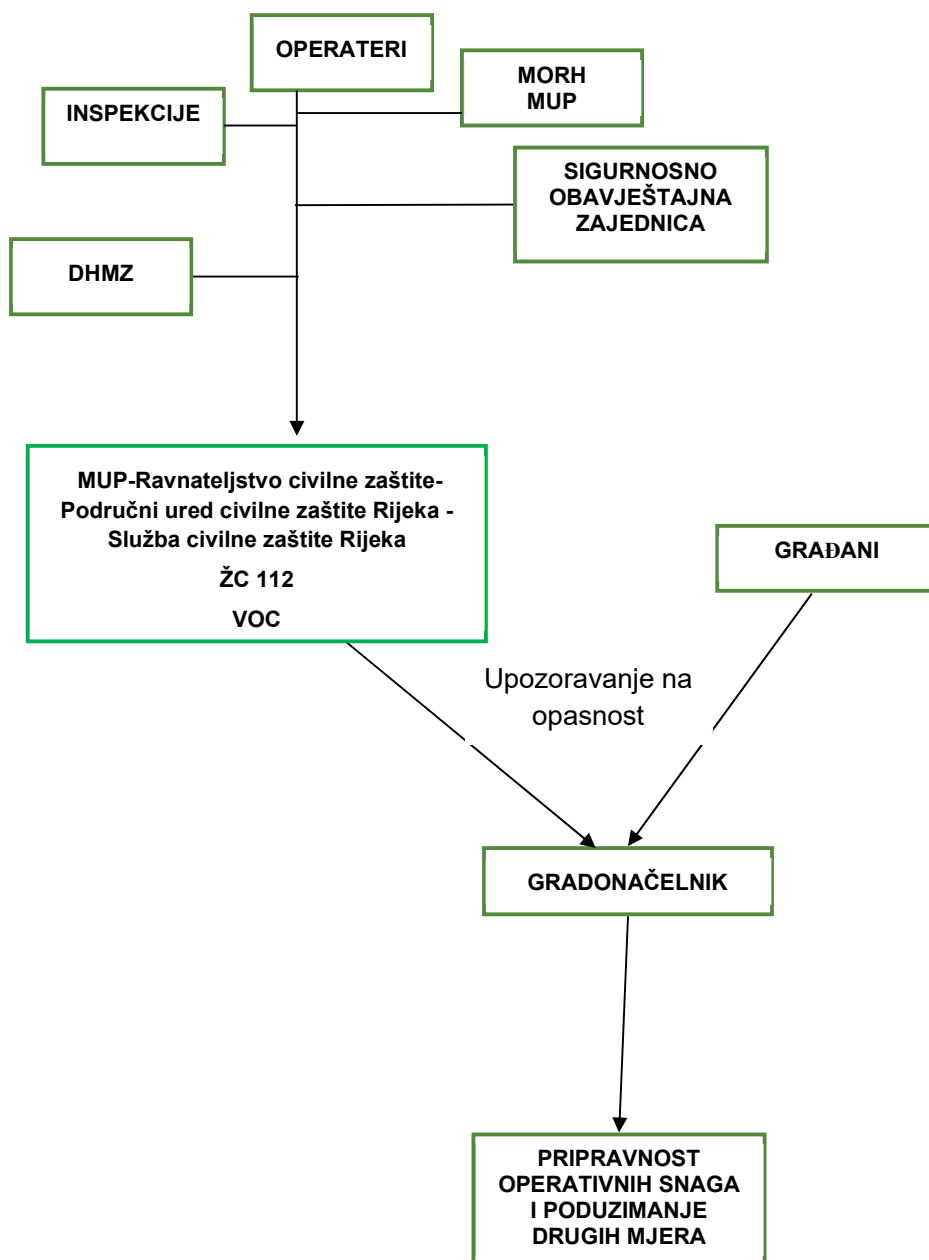 OPERATERI
MORH
MUP
INSPEKCIJE
SIGURNOSNO
OBAVJEŠTAJNA
ZAJEDNICA
DHMZ
MUP-Ravnateljstvo civilne zaštite-
Područni ured civilne zaštite Rijeka -
Služba civilne zaštite Rijeka
ŽC 112
VOC
GRAĐANI
Upozoravanje na
opasnost
GRADONAČELNIK
PRIPRAVNOST
OPERATIVNIH SNAGA
I PODUZIMANJE
DRUGIH MJERA